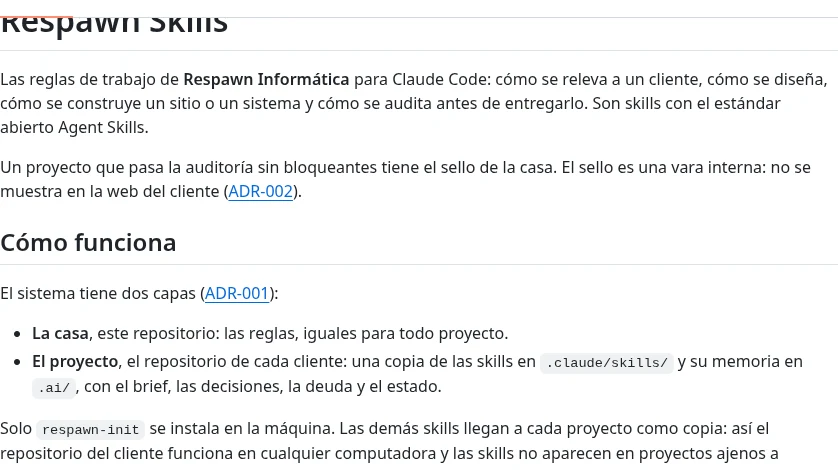 Respawn Skills
Las reglas de trabajo de Respawn Informática para Claude Code: cómo se releva a un cliente, cómo se diseña,
cómo se construye un sitio o un sistema y cómo se audita antes de entregarlo. Son skills con el estándar
abierto Agent Skills.
Un proyecto que pasa la auditoría sin bloqueantes tiene el sello de la casa. El sello es una vara interna: no se
muestra en la web del cliente (ADR-002).
Cómo funciona
El sistema tiene dos capas (ADR-001):
• La casa, este repositorio: las reglas, iguales para todo proyecto.
• El proyecto, el repositorio de cada cliente: una copia de las skills en .claude/skills/ y su memoria en
.ai/, con el brief, las decisiones, la deuda y el estado.
Solo respawn-init se instala en la máquina. Las demás skills llegan a cada proyecto como copia: así el
repositorio del cliente funciona en cualquier computadora y las skills no aparecen en proyectos ajenos a